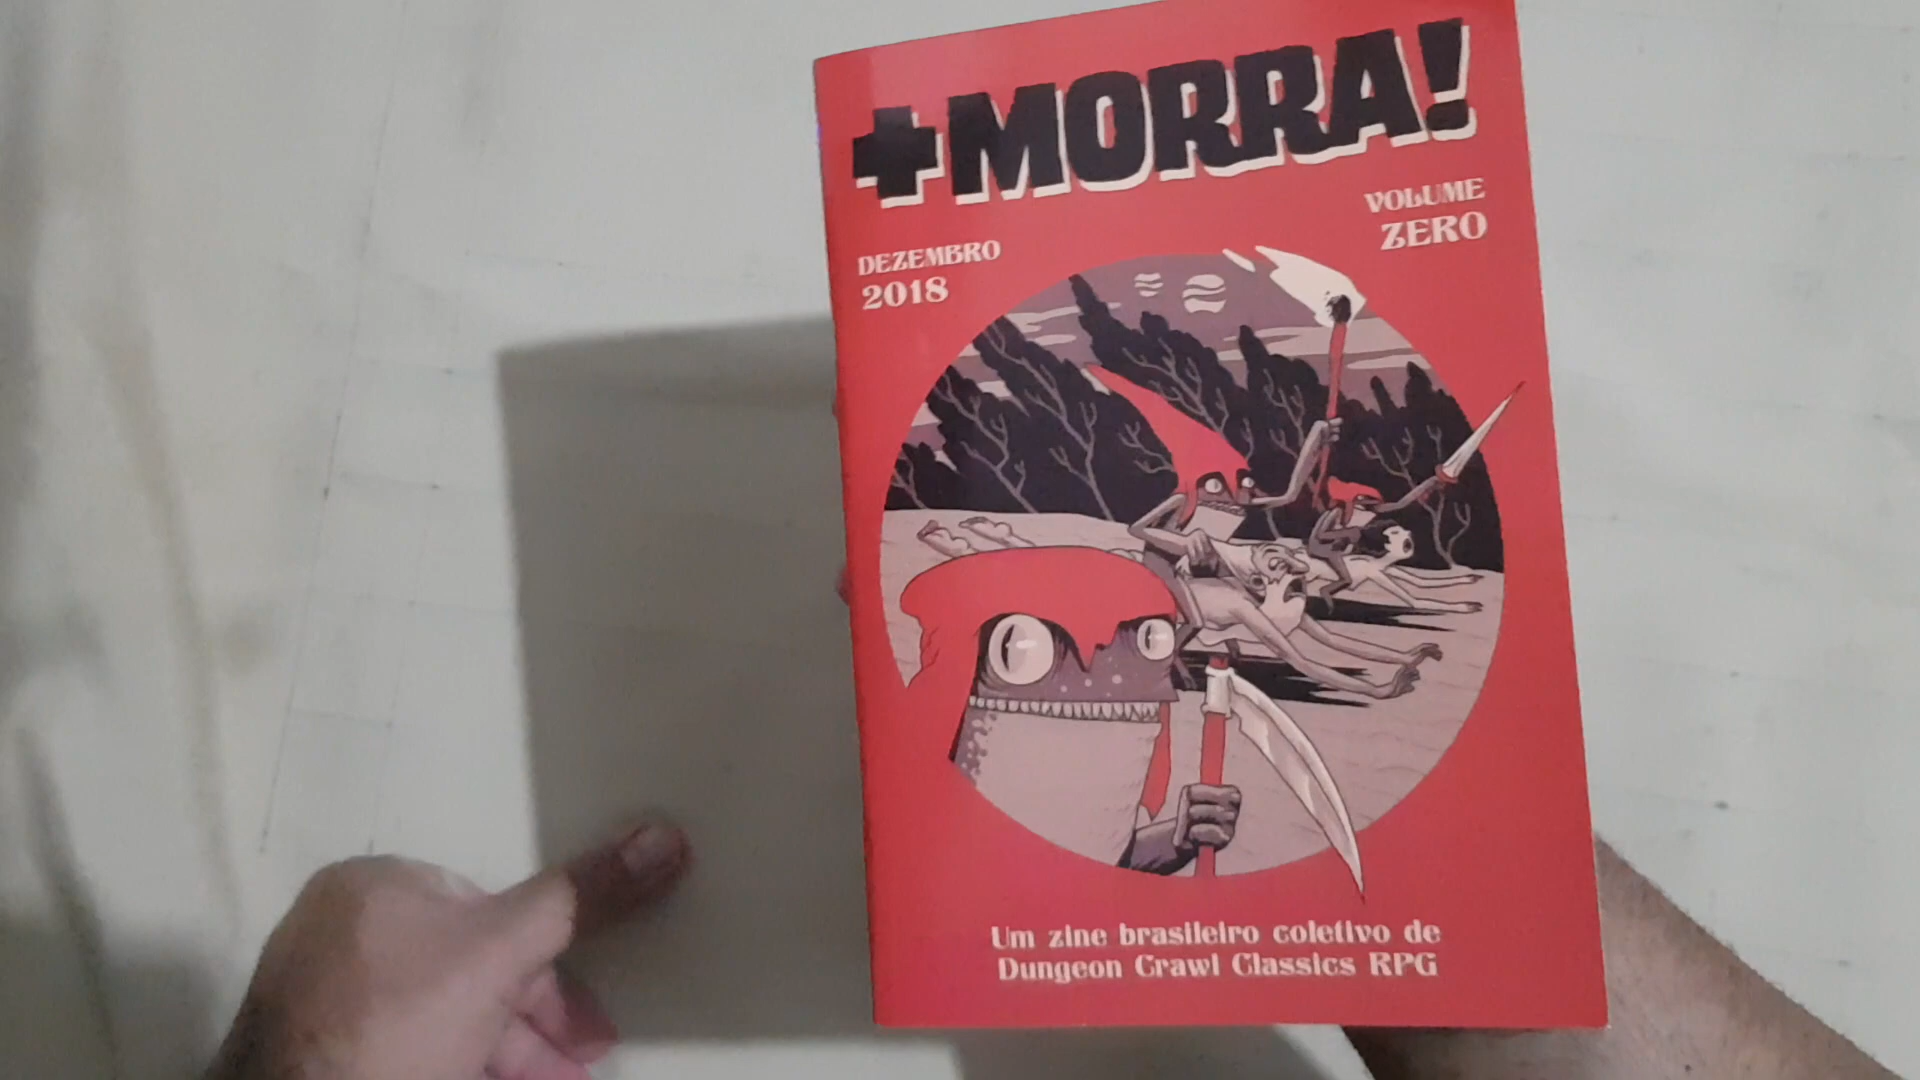 +MORRA!
VOLUME
ZERO
DEZEMBRO
2018
Um zine brasileiro coletivo de
Dungeon Crawl Classics RPG